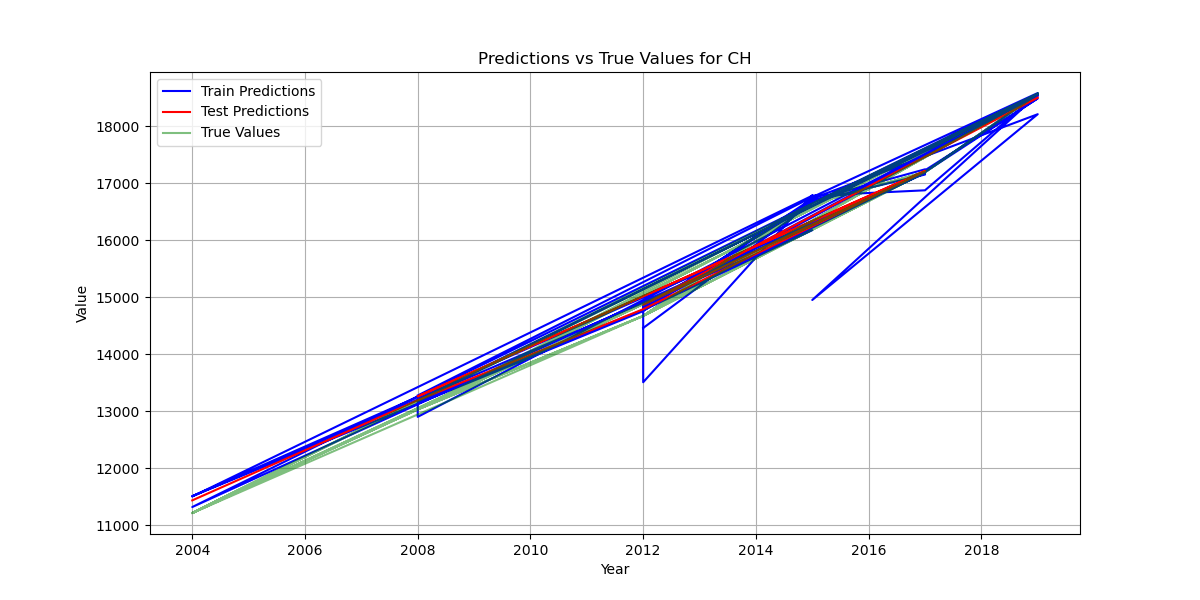 Predictions vs True Values for CH
Train Predictions
Test Predictions
True Values
Value
18000
17000
16000
15000
14000
13000
12000
11000
2004 2006 2008 2010 2012 2014 2016 2018
Year